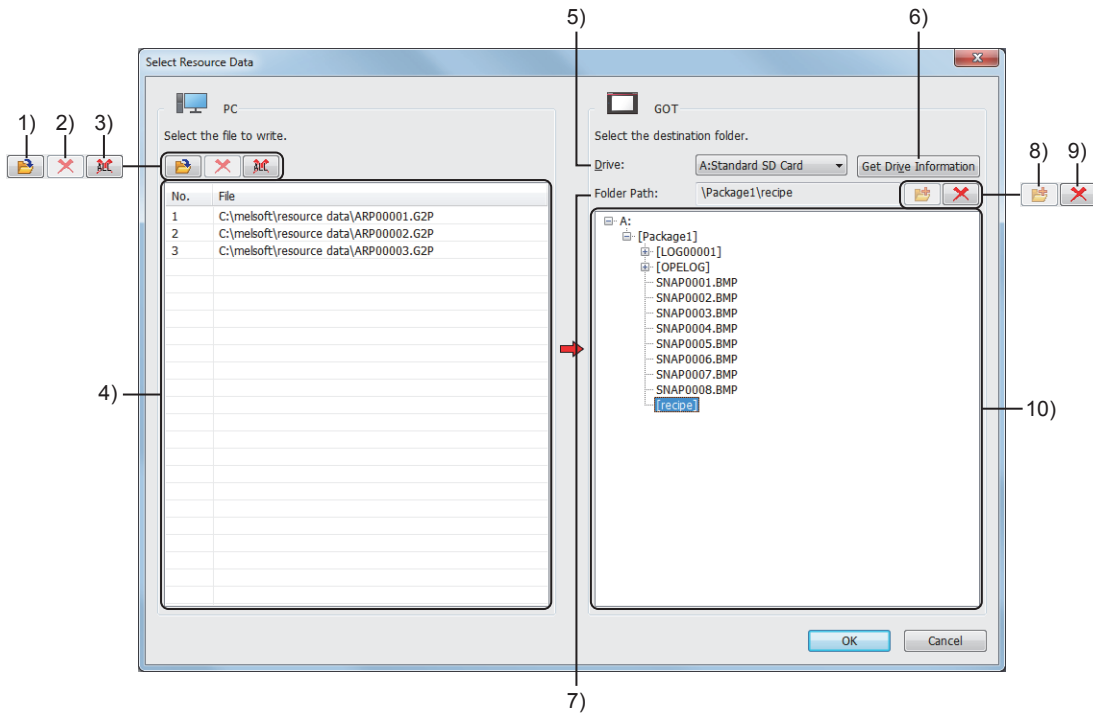 5)
6)
Select Resource Data
PC
GOT
1)
2)
3)
Select the file to write.
Select the destination folder.
ALL
ALL
Drive:
A:Standard SD Card
Get Drive Information
8)
9)
Folder Path:
\Package1\recipe
No.
File
1
C:\melsoft\resource data\ARP00001.G2P
2
C:\melsoft\resource data\ARP00002.G2P
3
C:\melsoft\resource data\ARP00003.G2P
A:
[Package1]
[LOG00001]
[OPELOG]
SNAP0001.BMP
SNAP0002.BMP
SNAP0003.BMP
SNAP0004.BMP
SNAP0005.BMP
SNAP0006.BMP
SNAP0007.BMP
SNAP0008.BMP
[recipe]
4)
10)
OK
Cancel
7)